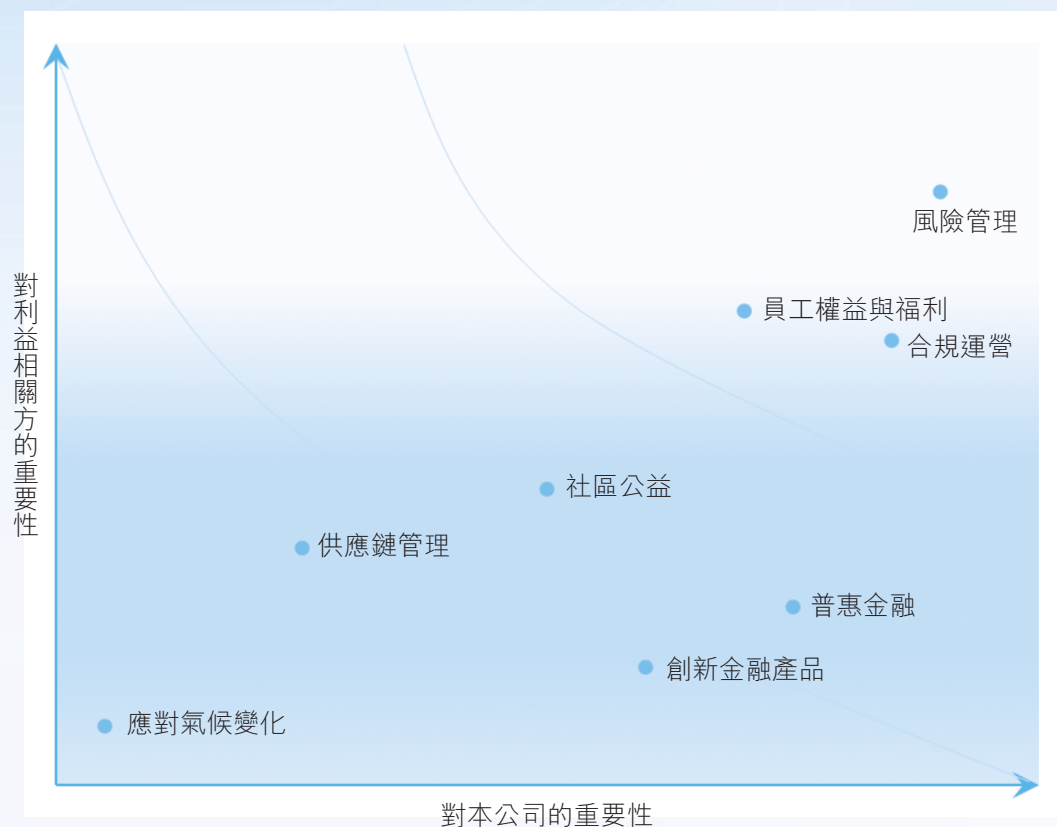 風險管理
員工權益與福利
合規運營
對利益相關方的重要性
社區公益
供應鏈管理
普惠金融
創新金融產品
應對氣候變化
對本公司的重要性